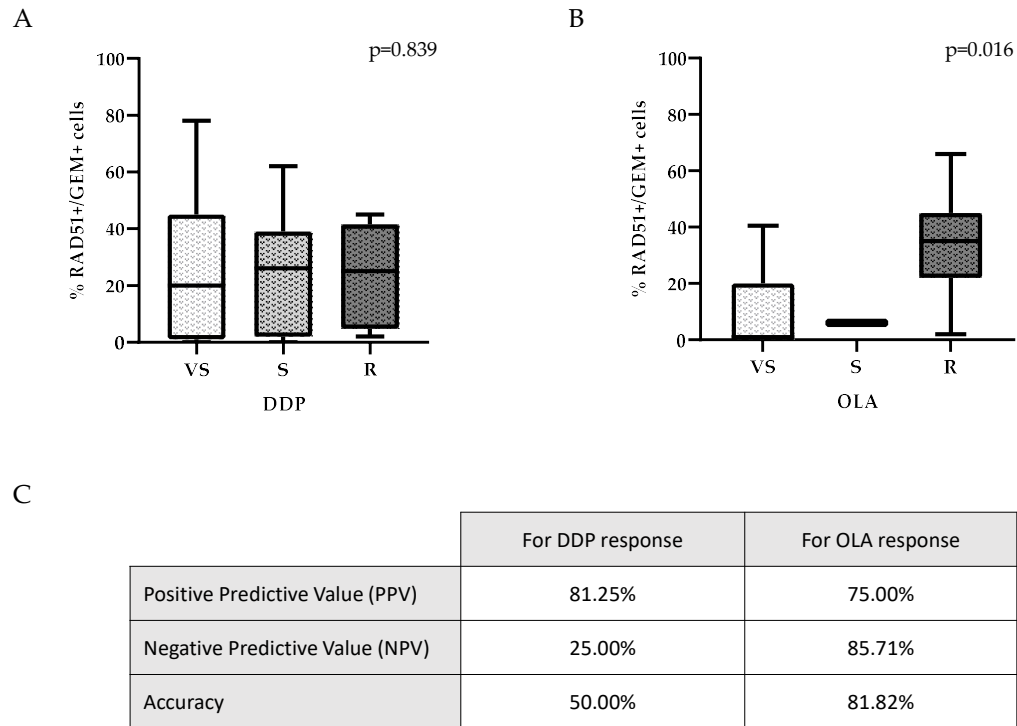 A
p=0.839
% RAD51+/GEM+ cells
100
80
60
40
20
0
VS S R
DDP
B
p=0.016
% RAD51+/GEM+ cells
100
80
60
40
20
0
VS S R
OLA
C
For DDP response For OLA response
Positive Predictive Value (PPV) 81.25% 75.00%
Negative Predictive Value (NPV) 25.00% 85.71%
Accuracy 50.00% 81.82%